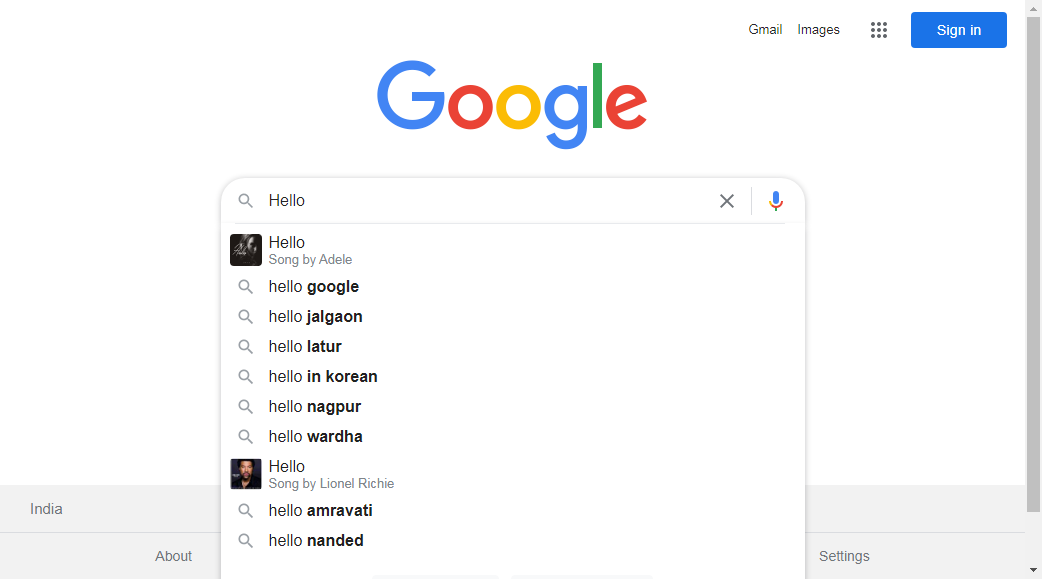 Gmail Images Sign in
Google
Hello
Hello
Song by Adele
hello google
hello jalgaon
hello latur
hello in korean
hello nagpur
hello wardha
Hello
Song by Lionel Richie
hello amravati
hello nanded
India
About Settings